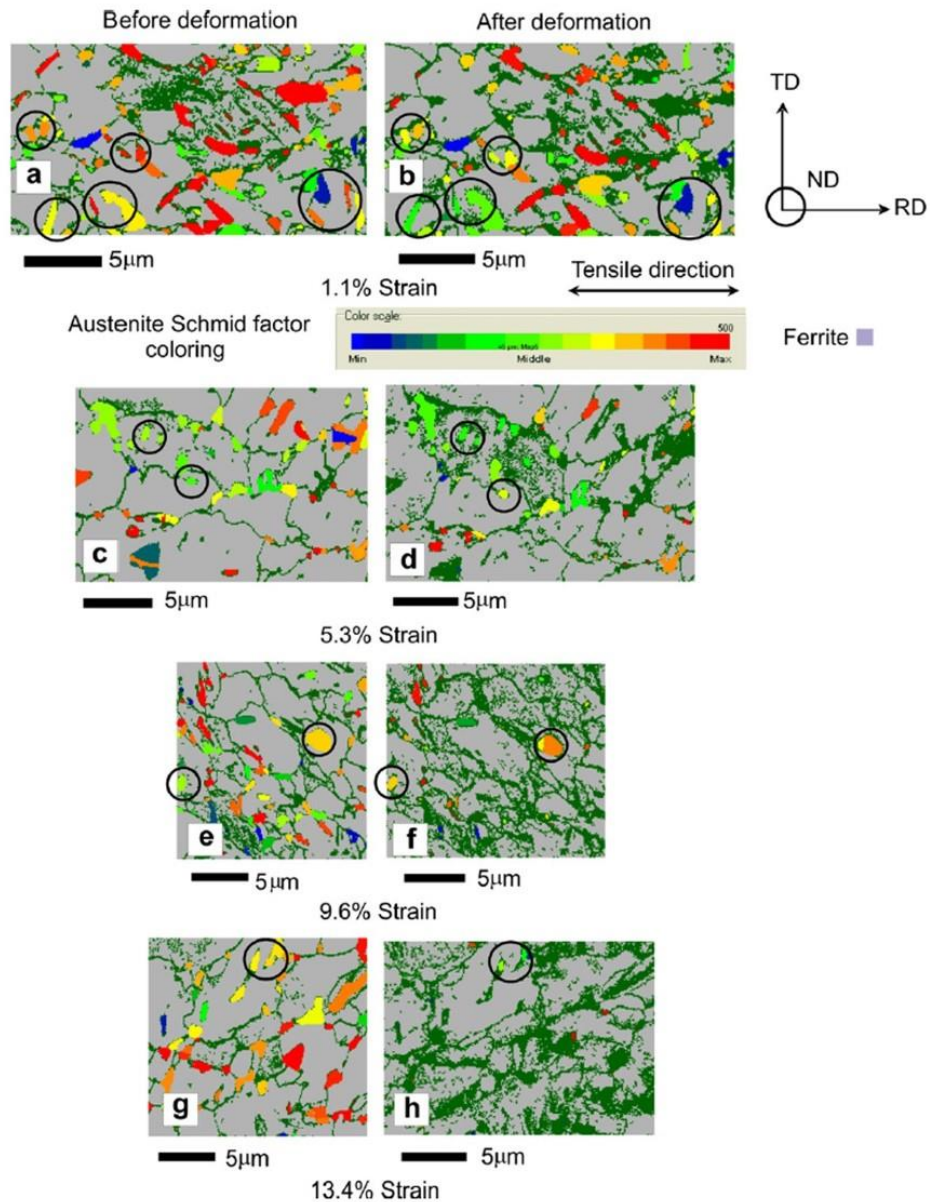 Before deformation
After deformation
TD
ND
RD
a
b
5μm
5μm
1.1% Strain
Tensile direction
Austenite Schmid factor
coloring
Color scale:
500
Min
Middle
Max
Ferrite
c
d
5μm
5μm
5.3% Strain
e
f
5μm
5μm
9.6% Strain
g
h
5μm
5μm
13.4% Strain